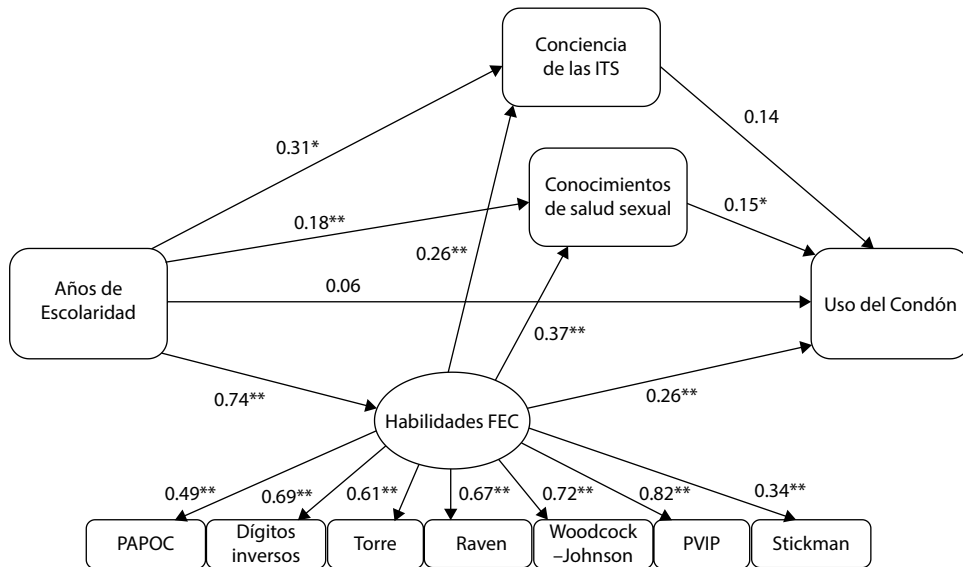 Conciencia
de las ITS
0.14
0.31*
Conocimientos
de salud sexual
0.15*
0.18**
0.26**
Años de
Escolaridad
0.06
Uso del Condón
0.37**
0.74**
Habilidades FEC
0.26**
0.49**
0.69**
0.61**
0.67**
0.72**
0.82**
0.34**
PAPOC
Dígitos
inversos
Torre
Raven
Woodcock
–Johnson
PVIP
Stickman